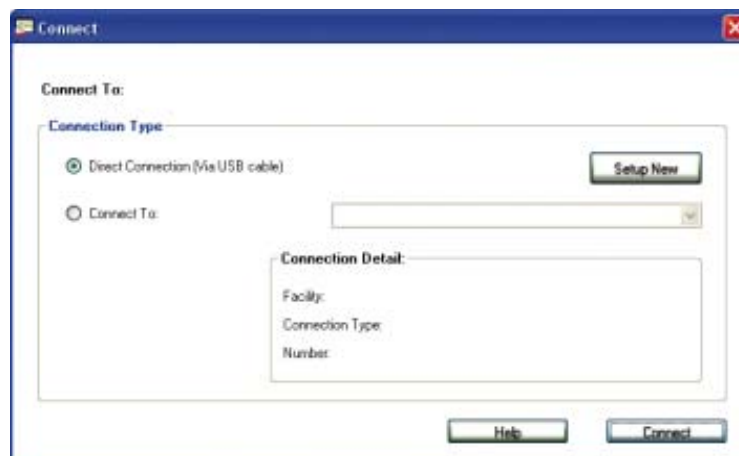 Connect
Connect To:
Connection Type
Direct Connection (Via USB cable)
Setup New
Connect To:
Connection Detail:
Facility:
Connection Type:
Number:
Help
Connect